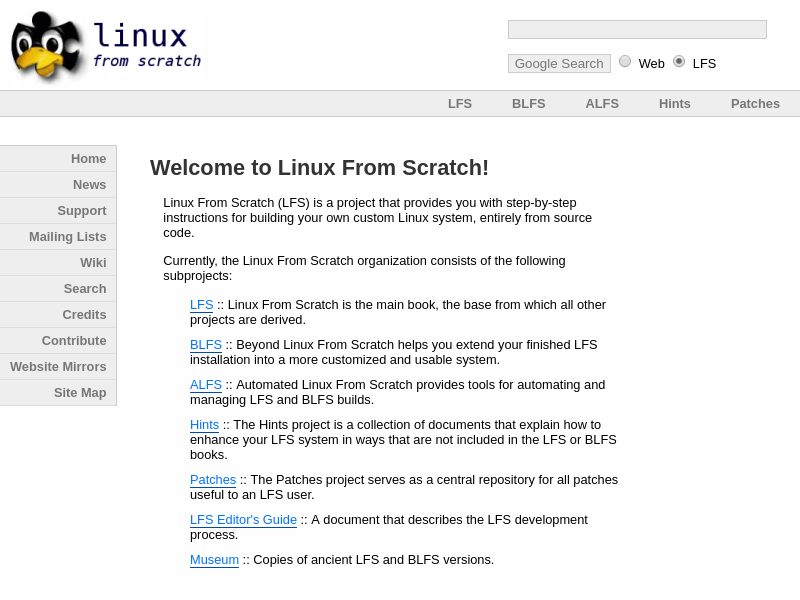 linux
from scratch
Google Search Web LFS
LFS BLFS ALFS Hints Patches
Home
News
Support
Mailing Lists
Wiki
Search
Credits
Contribute
Website Mirrors
Site Map
Welcome to Linux From Scratch!
Linux From Scratch (LFS) is a project that provides you with step-by-step
instructions for building your own custom Linux system, entirely from source
code.
Currently, the Linux From Scratch organization consists of the following
subprojects:
LFS :: Linux From Scratch is the main book, the base from which all other
projects are derived.
BLFS :: Beyond Linux From Scratch helps you extend your finished LFS
installation into a more customized and usable system.
ALFS :: Automated Linux From Scratch provides tools for automating and
managing LFS and BLFS builds.
Hints :: The Hints project is a collection of documents that explain how to
enhance your LFS system in ways that are not included in the LFS or BLFS
books.
Patches :: The Patches project serves as a central repository for all patches
useful to an LFS user.
LFS Editor's Guide :: A document that describes the LFS development
process.
Museum :: Copies of ancient LFS and BLFS versions.